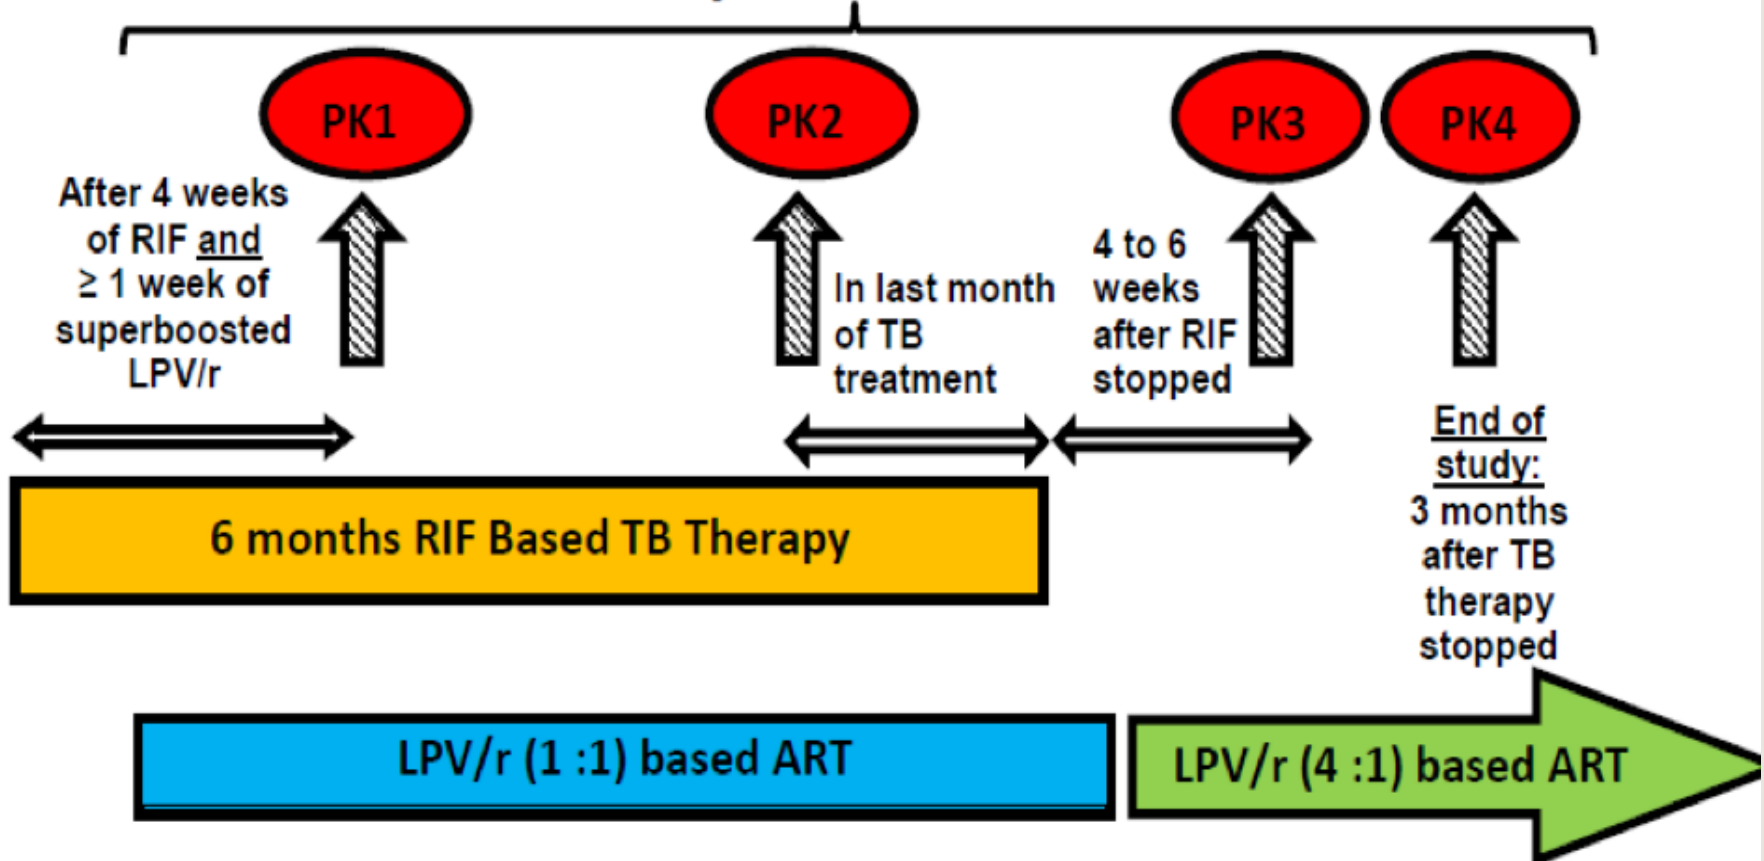 PK1
PK2
PK3
PK4
After 4 weeks
of RIF and
≥ 1 week of
superboosted
LPV/r
In last month
of TB
treatment
4 to 6
weeks
after RIF
stopped
End of
study:
3 months
after TB
therapy
stopped
6 months RIF Based TB Therapy
LPV/r (1 :1) based ART
LPV/r (4 :1) based ART